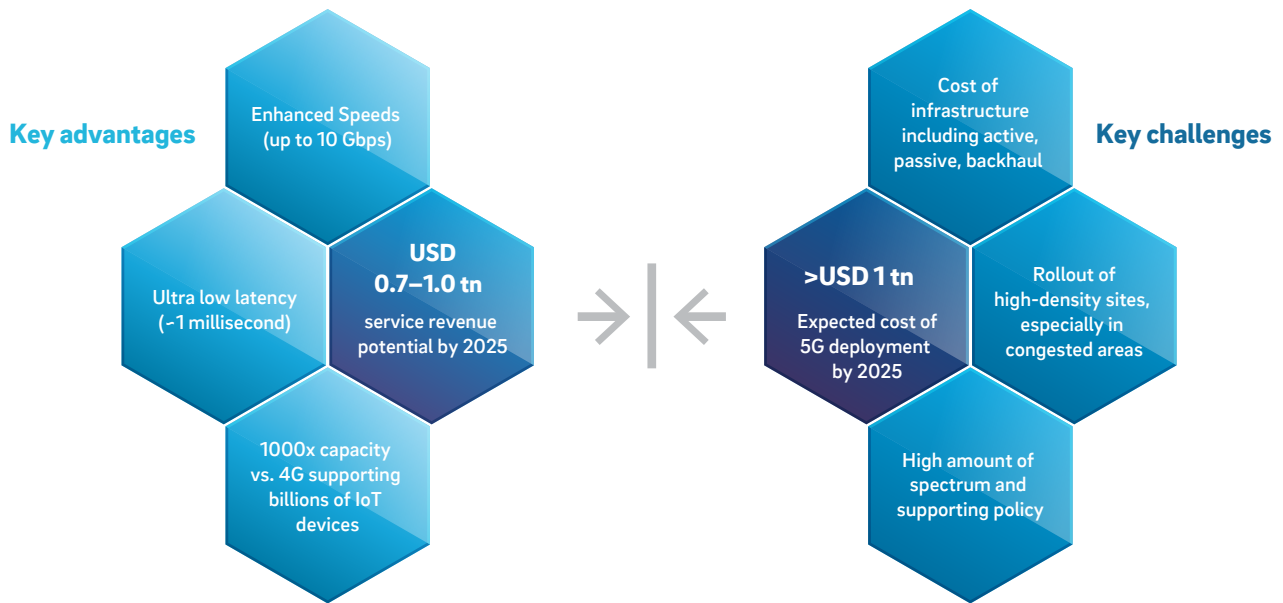 Key advantages
Enhanced Speeds
(up to 10 Gbps)
Ultra low latency
(~1 millisecond)
USD
0.7–1.0 tn
service revenue
potential by 2025
1000x capacity
vs. 4G supporting
billions of IoT
devices
Key challenges
Cost of
infrastructure
including active,
passive, backhaul
>USD 1 tn
Expected cost of
5G deployment
by 2025
Rollout of
high-density sites,
especially in
congested areas
High amount of
spectrum and
supporting policy